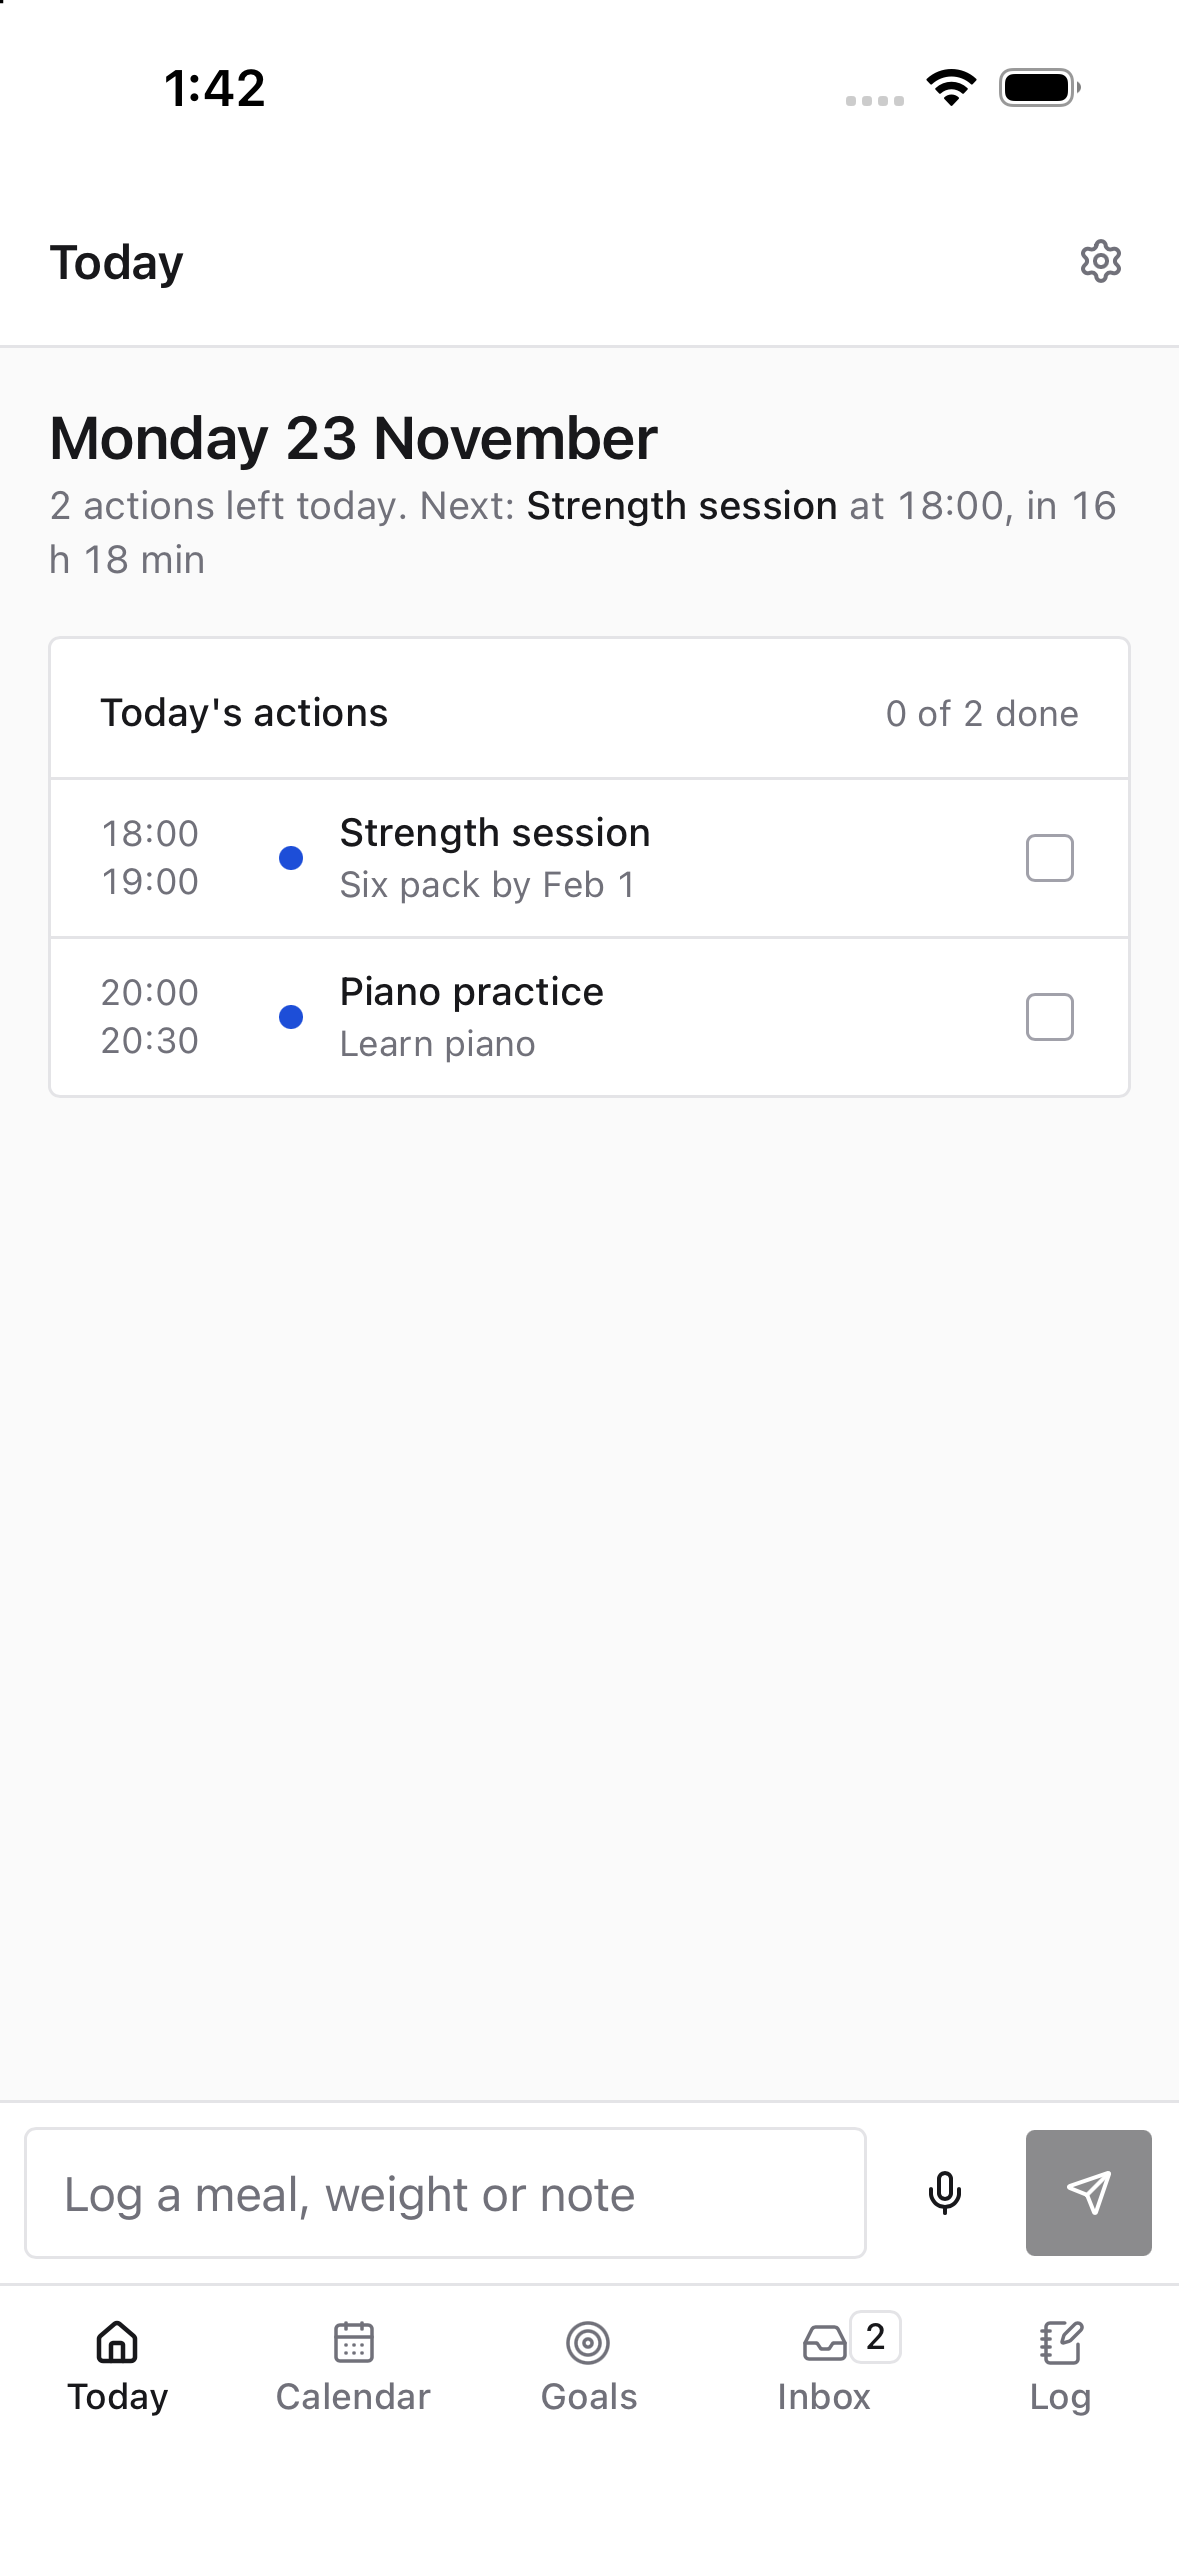 1:42
Today
Monday 23 November
2 actions left today. Next: Strength session at 18:00, in 16
h 18 min
Today's actions
0 of 2 done
18:00
19:00
Strength session
Six pack by Feb 1
20:00
20:30
Piano practice
Learn piano
Log a meal, weight or note
2
Today
Calendar
Goals
Inbox
Log